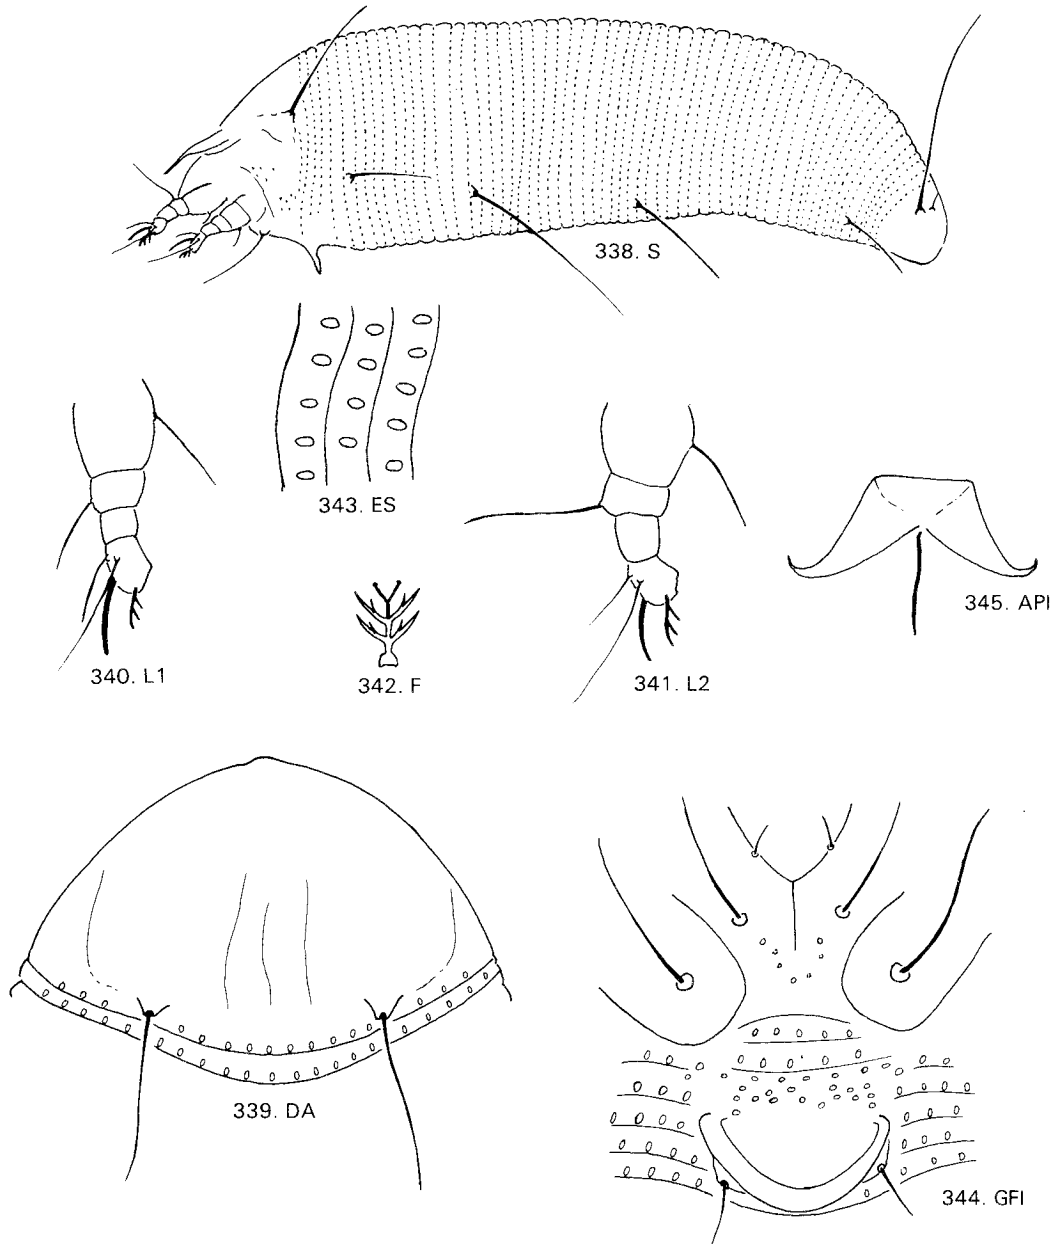 338. S
343. ES
345. API
340. L1
342. F
341. L2
339. DA
344. GFI